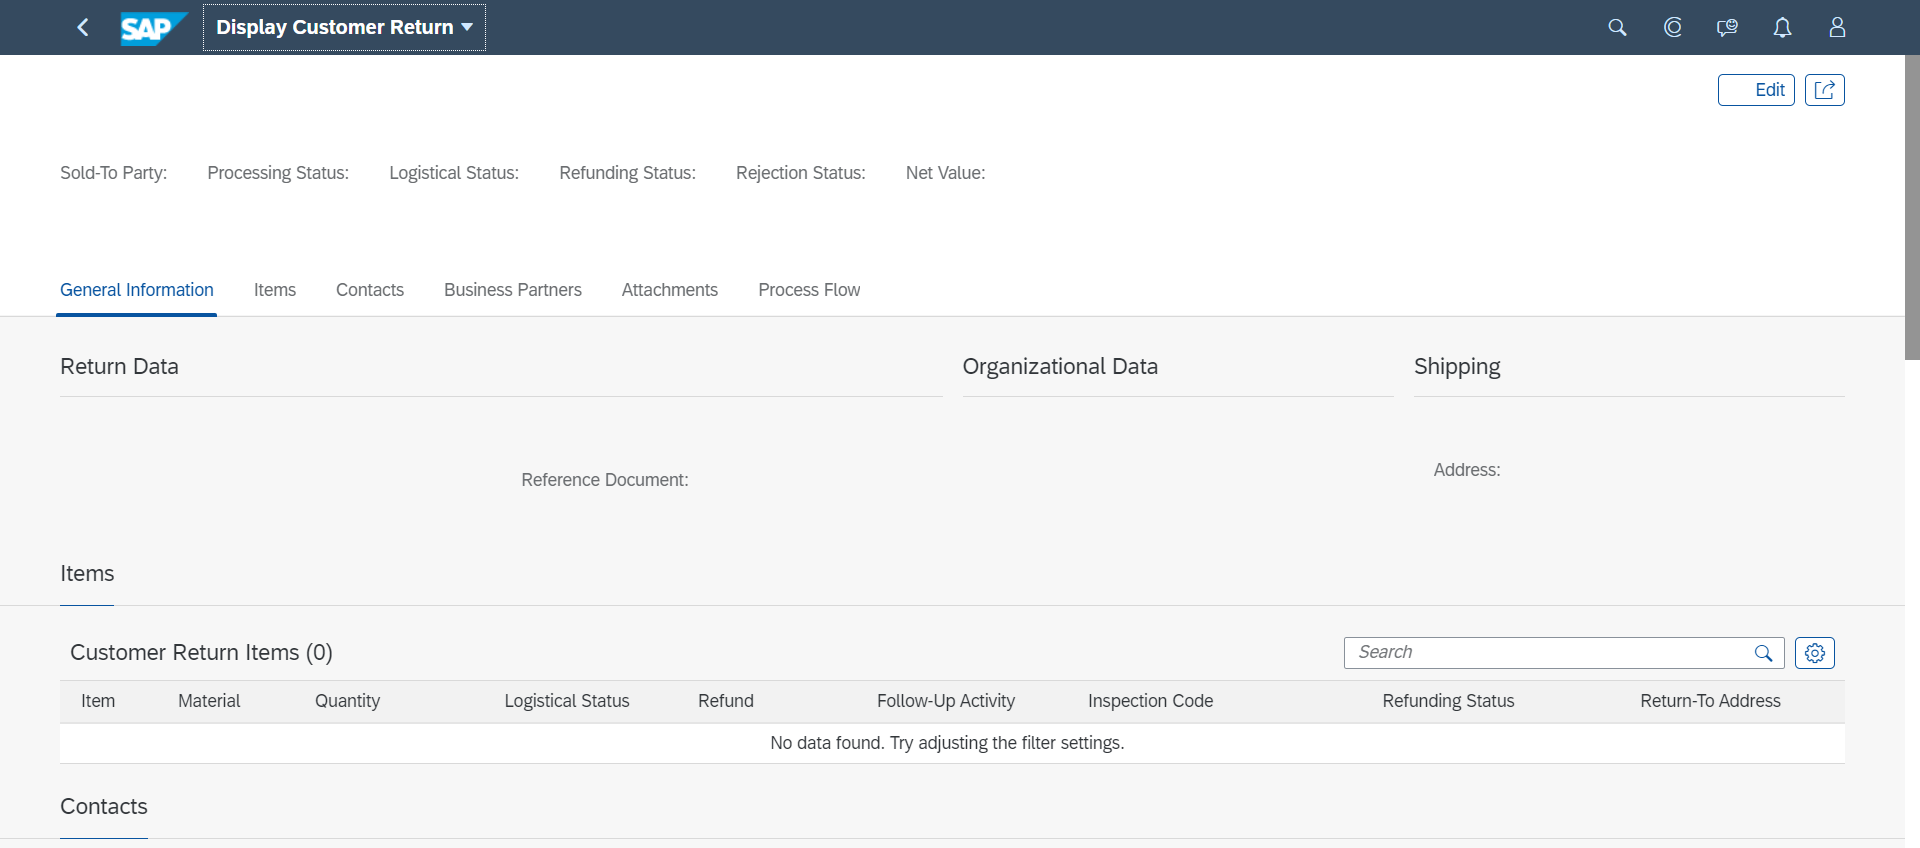 SAP Display Customer Return
Edit
Sold-To Party: Processing Status: Logistical Status: Refunding Status: Rejection Status: Net Value:
General Information Items Contacts Business Partners Attachments Process Flow
Return Data Organizational Data Shipping
Address:
Reference Document:
Items
Customer Return Items (0) Search
Item Material Quantity Logistical Status Refund Follow-Up Activity Inspection Code Refunding Status Return-To Address
No data found. Try adjusting the filter settings.
Contacts